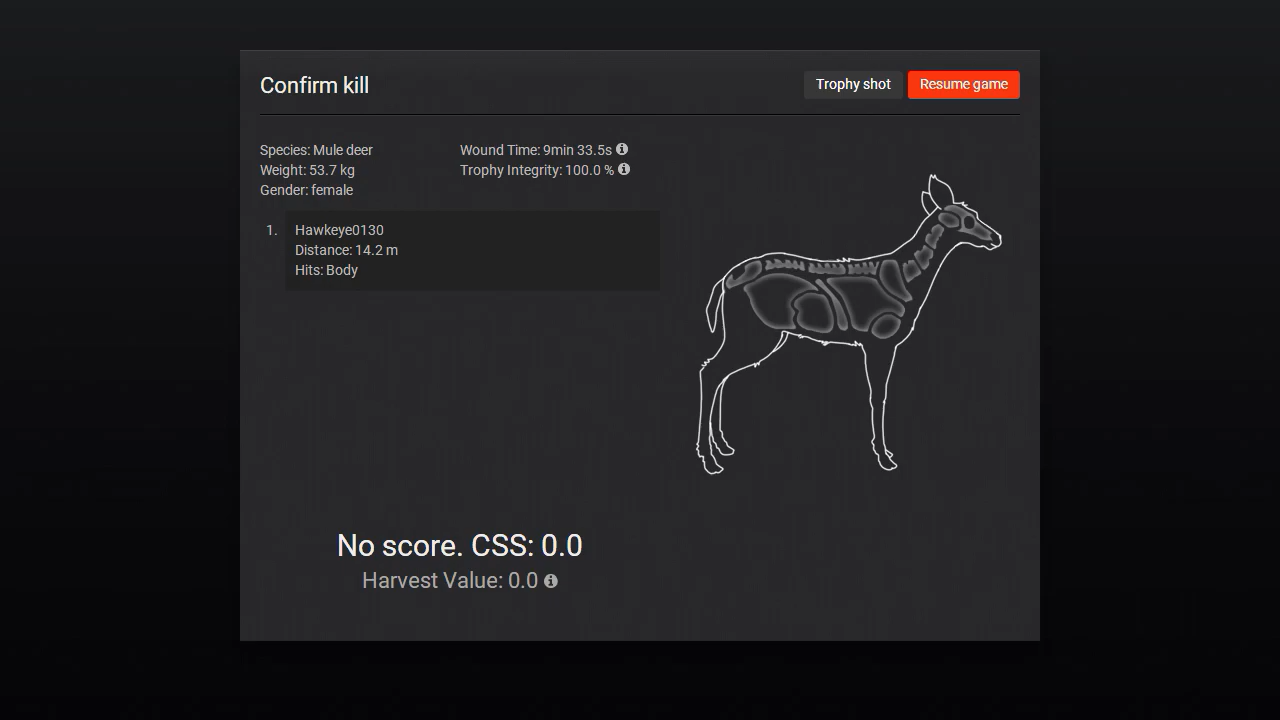 Confirm kill
Trophy shot
Resume game
Species: Mule deer
Weight: 53.7 kg
Gender: female
Wound Time: 9min 33.5s
Trophy Integrity: 100.0 %
1.
Hawkeye0130
Distance: 14.2 m
Hits: Body
No score. CSS: 0.0
Harvest Value: 0.0